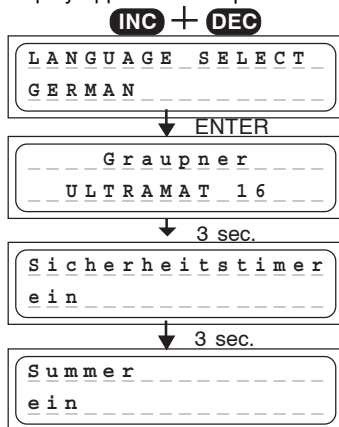 INC + DEC
LANGUAGE SELECT
GERMAN
ENTER
Graupner
ULTRAMAT 16
3 sec.
Sicherheitstimer
ein
3 sec.
Summer
ein